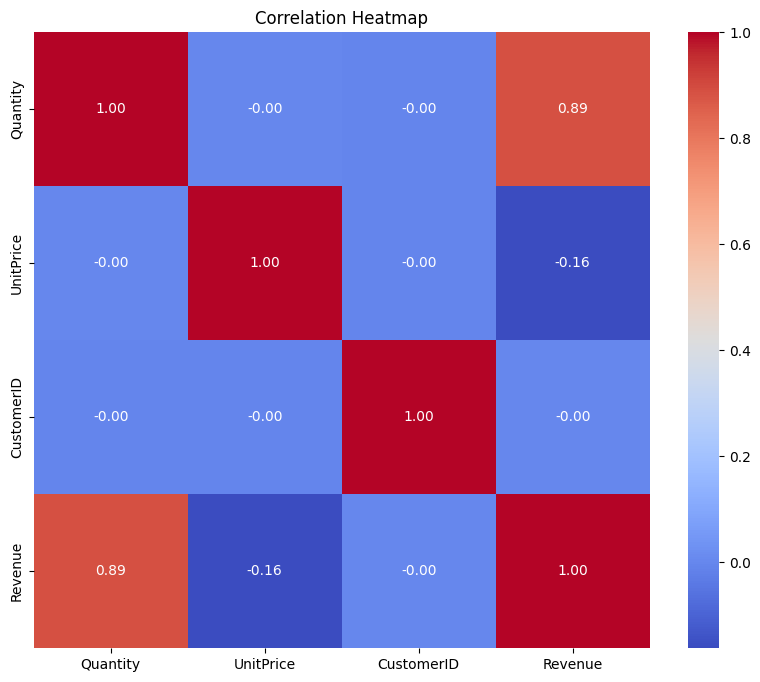 Correlation Heatmap
Quantity 1.00 -0.00 -0.00 0.89
UnitPrice -0.00 1.00 -0.00 -0.16
CustomerID -0.00 -0.00 1.00 -0.00
Revenue 0.89 -0.16 -0.00 1.00
Quantity UnitPrice CustomerID Revenue
1.0
0.8
0.6
0.4
0.2
0.0